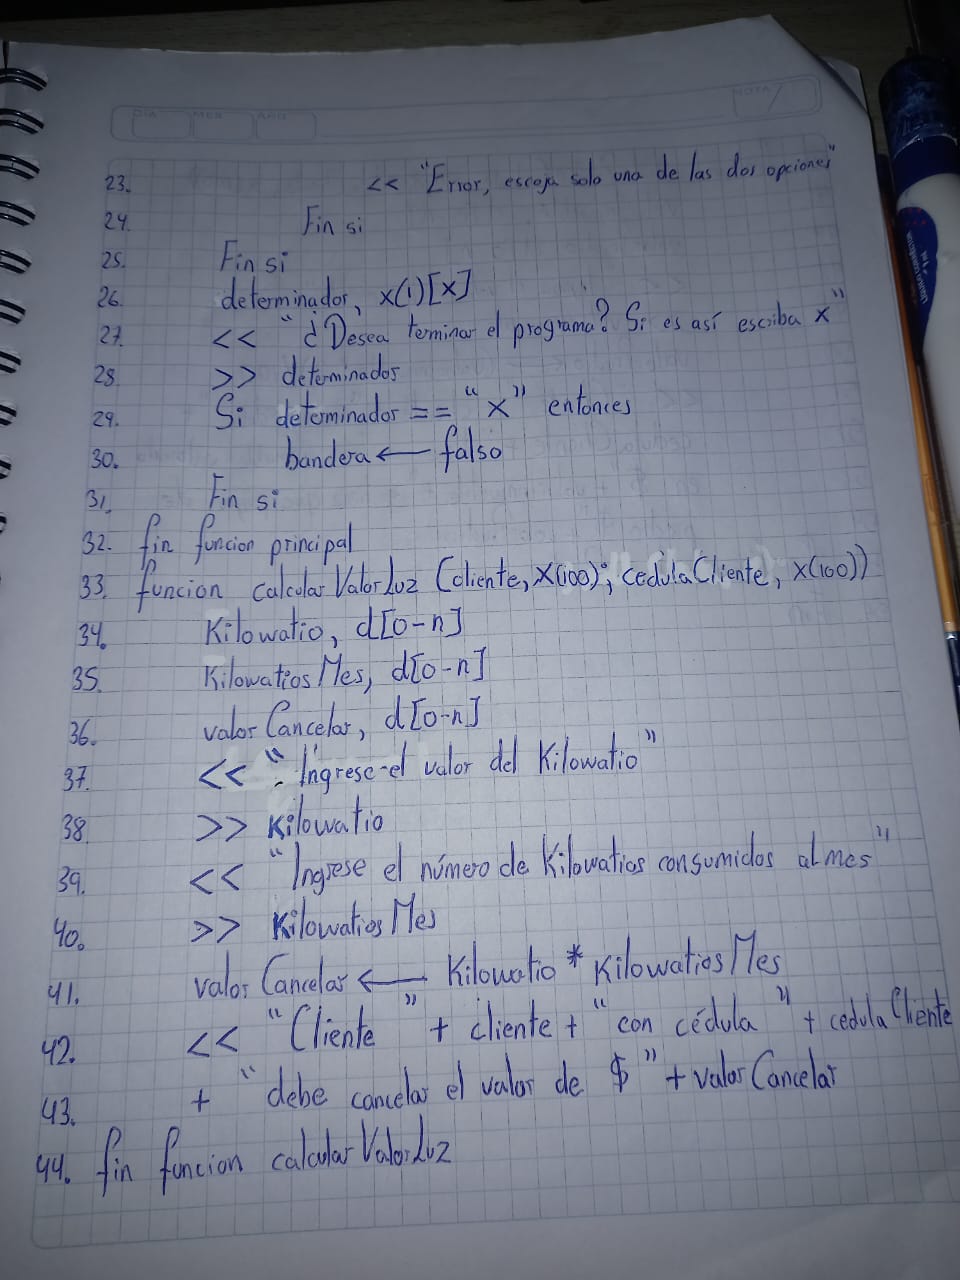 DIA MES AÑO NOTA
23. << "Error, escoja solo una de las dos opciones"
24. Fin si
25. Fin si
26. determinador, x(1)[x]
27. << "¿Desea terminar el programa? Si es así escriba x"
28 >> determinados
29. Si determinador == "x" entonces
30. bandera ← falso
31. Fin si
32. fin funcion principal
33. funcion calcularValorLuz (cliente, X(100); cedulaCliente, x(100))
34. Kilowatio, d[0-n]
35. KilowatiosMes, d[0-n]
36. valorCancelar, d[0-n]
37. << "Ingrese el valor del Kilowatio"
38 >> Kilowatio
39. << "Ingrese el número de Kilowatios consumidos al mes"
40. >> KilowatiosMes
41. valorCancelar ← Kilowatio * KilowatiosMes
42. << "Cliente" + cliente + "con cédula" + cedulaCliente
43. + "debe cancelar el valor de $" + valorCancelar
44. fin funcion calcularValorLuz